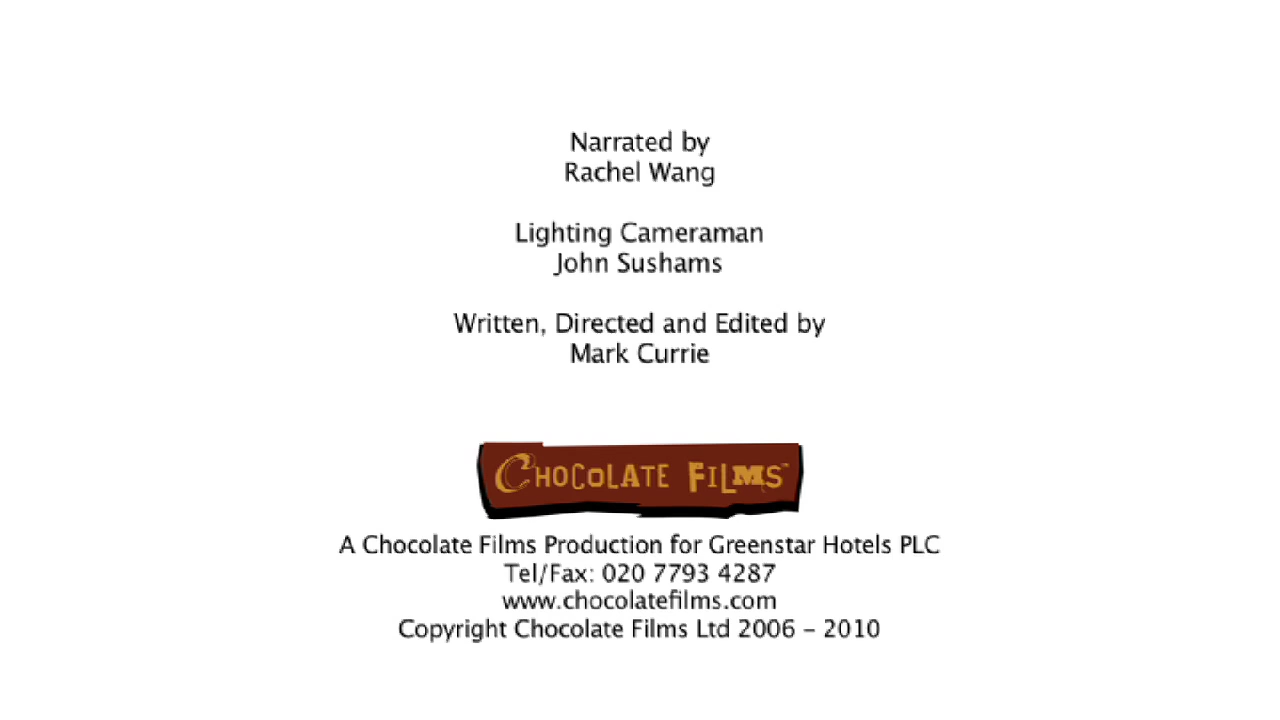 Narrated by
Rachel Wang
Lighting Cameraman
John Sushams
Written, Directed and Edited by
Mark Currie
CHOCOLATE FILMS™
A Chocolate Films Production for Greenstar Hotels PLC
Tel/Fax: 020 7793 4287
www.chocolatefilms.com
Copyright Chocolate Films Ltd 2006 – 2010